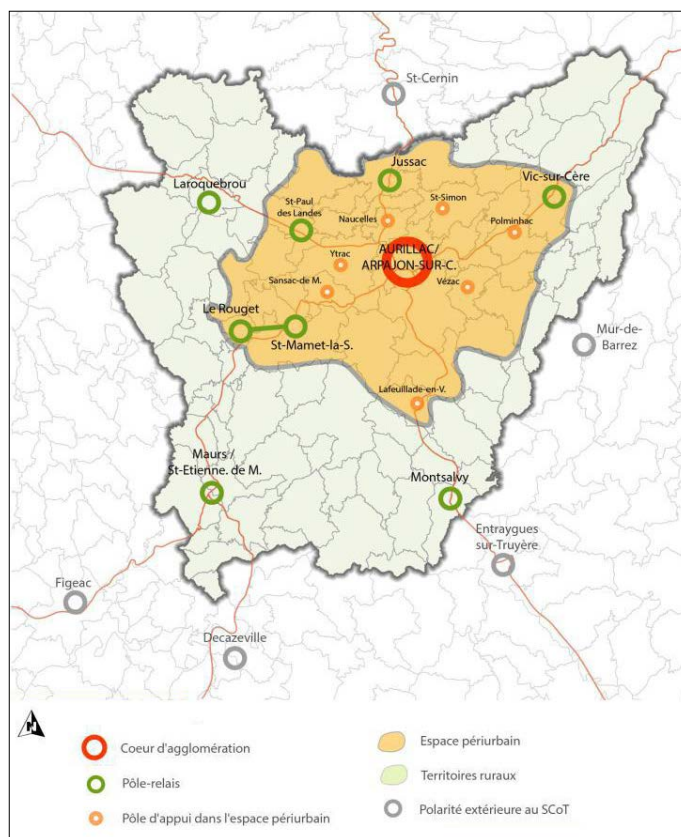 St-Cernin
Jussac
Vic-sur-Cère
Laroquebrou
St-Paul
des Landes
St-Simon
Naucelles
Polminhac
AURILLAC/
ARPAJON-SUR-C.
Ytrac
Sansac-de M.
Vézac
Le Rouget
St-Mamet-la-S.
Mur-de-
Barrez
Lafeuillade-en-V.
Maurs /
St-Etienne. de M.
Montsalvy
Entraygues
sur-Truyère
Figeac
Decazeville
Coeur d'agglomération
Pôle-relais
Pôle d'appui dans l'espace périurbain
Espace périurbain
Territoires ruraux
Polarité extérieure au SCoT